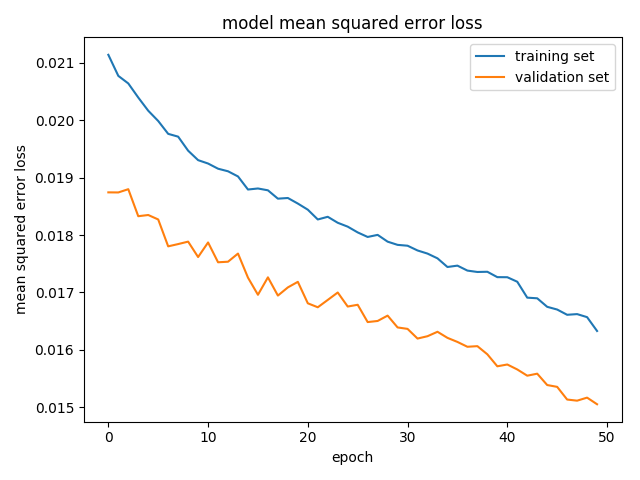 model mean squared error loss
training set
validation set
mean squared error loss
0.021
0.020
0.019
0.018
0.017
0.016
0.015
0
10
20
30
40
50
epoch